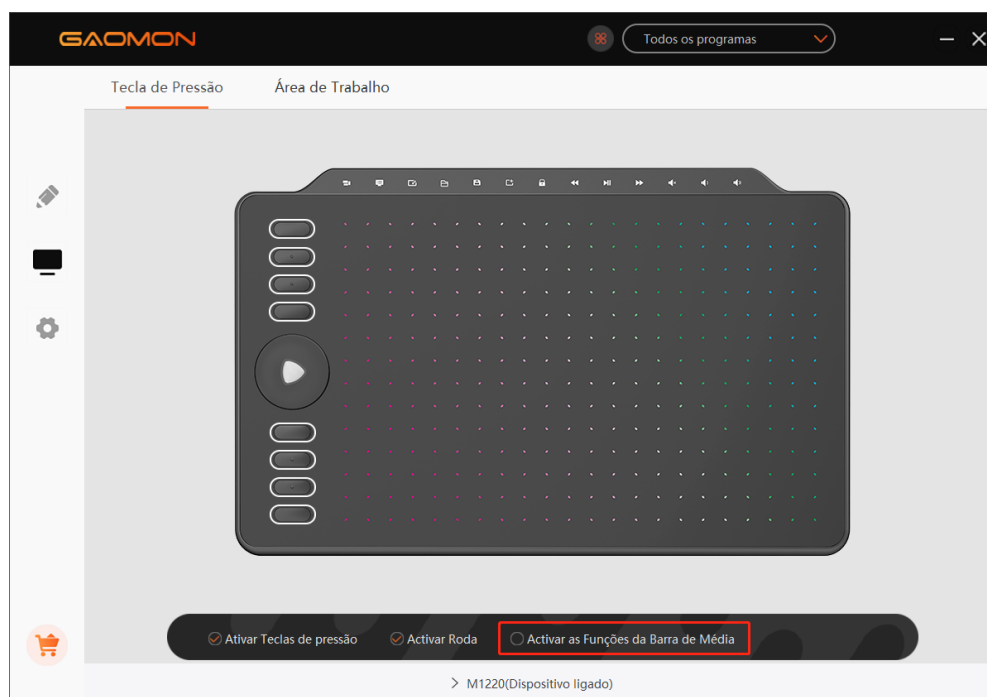 GAOMON
Todos os programas
Tecla de Pressão
Área de Trabalho
Ativar Teclas de pressão
Activar Roda
Activar as Funções da Barra de Média
M1220(Dispositivo ligado)